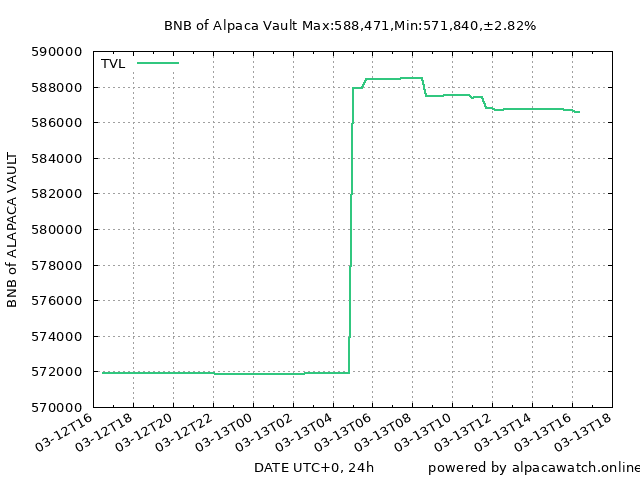 BNB of Alpaca Vault Max:588,471,Min:571,840,±2.82%
TVL
BNB of ALAPACA VAULT
590000
588000
586000
584000
582000
580000
578000
576000
574000
572000
570000
03-12T16
03-12T18
03-12T20
03-12T22
03-13T00
03-13T02
03-13T04
03-13T06
03-13T08
03-13T10
03-13T12
03-13T14
03-13T16
03-13T18
DATE UTC+0, 24h
powered by alpacawatch.online